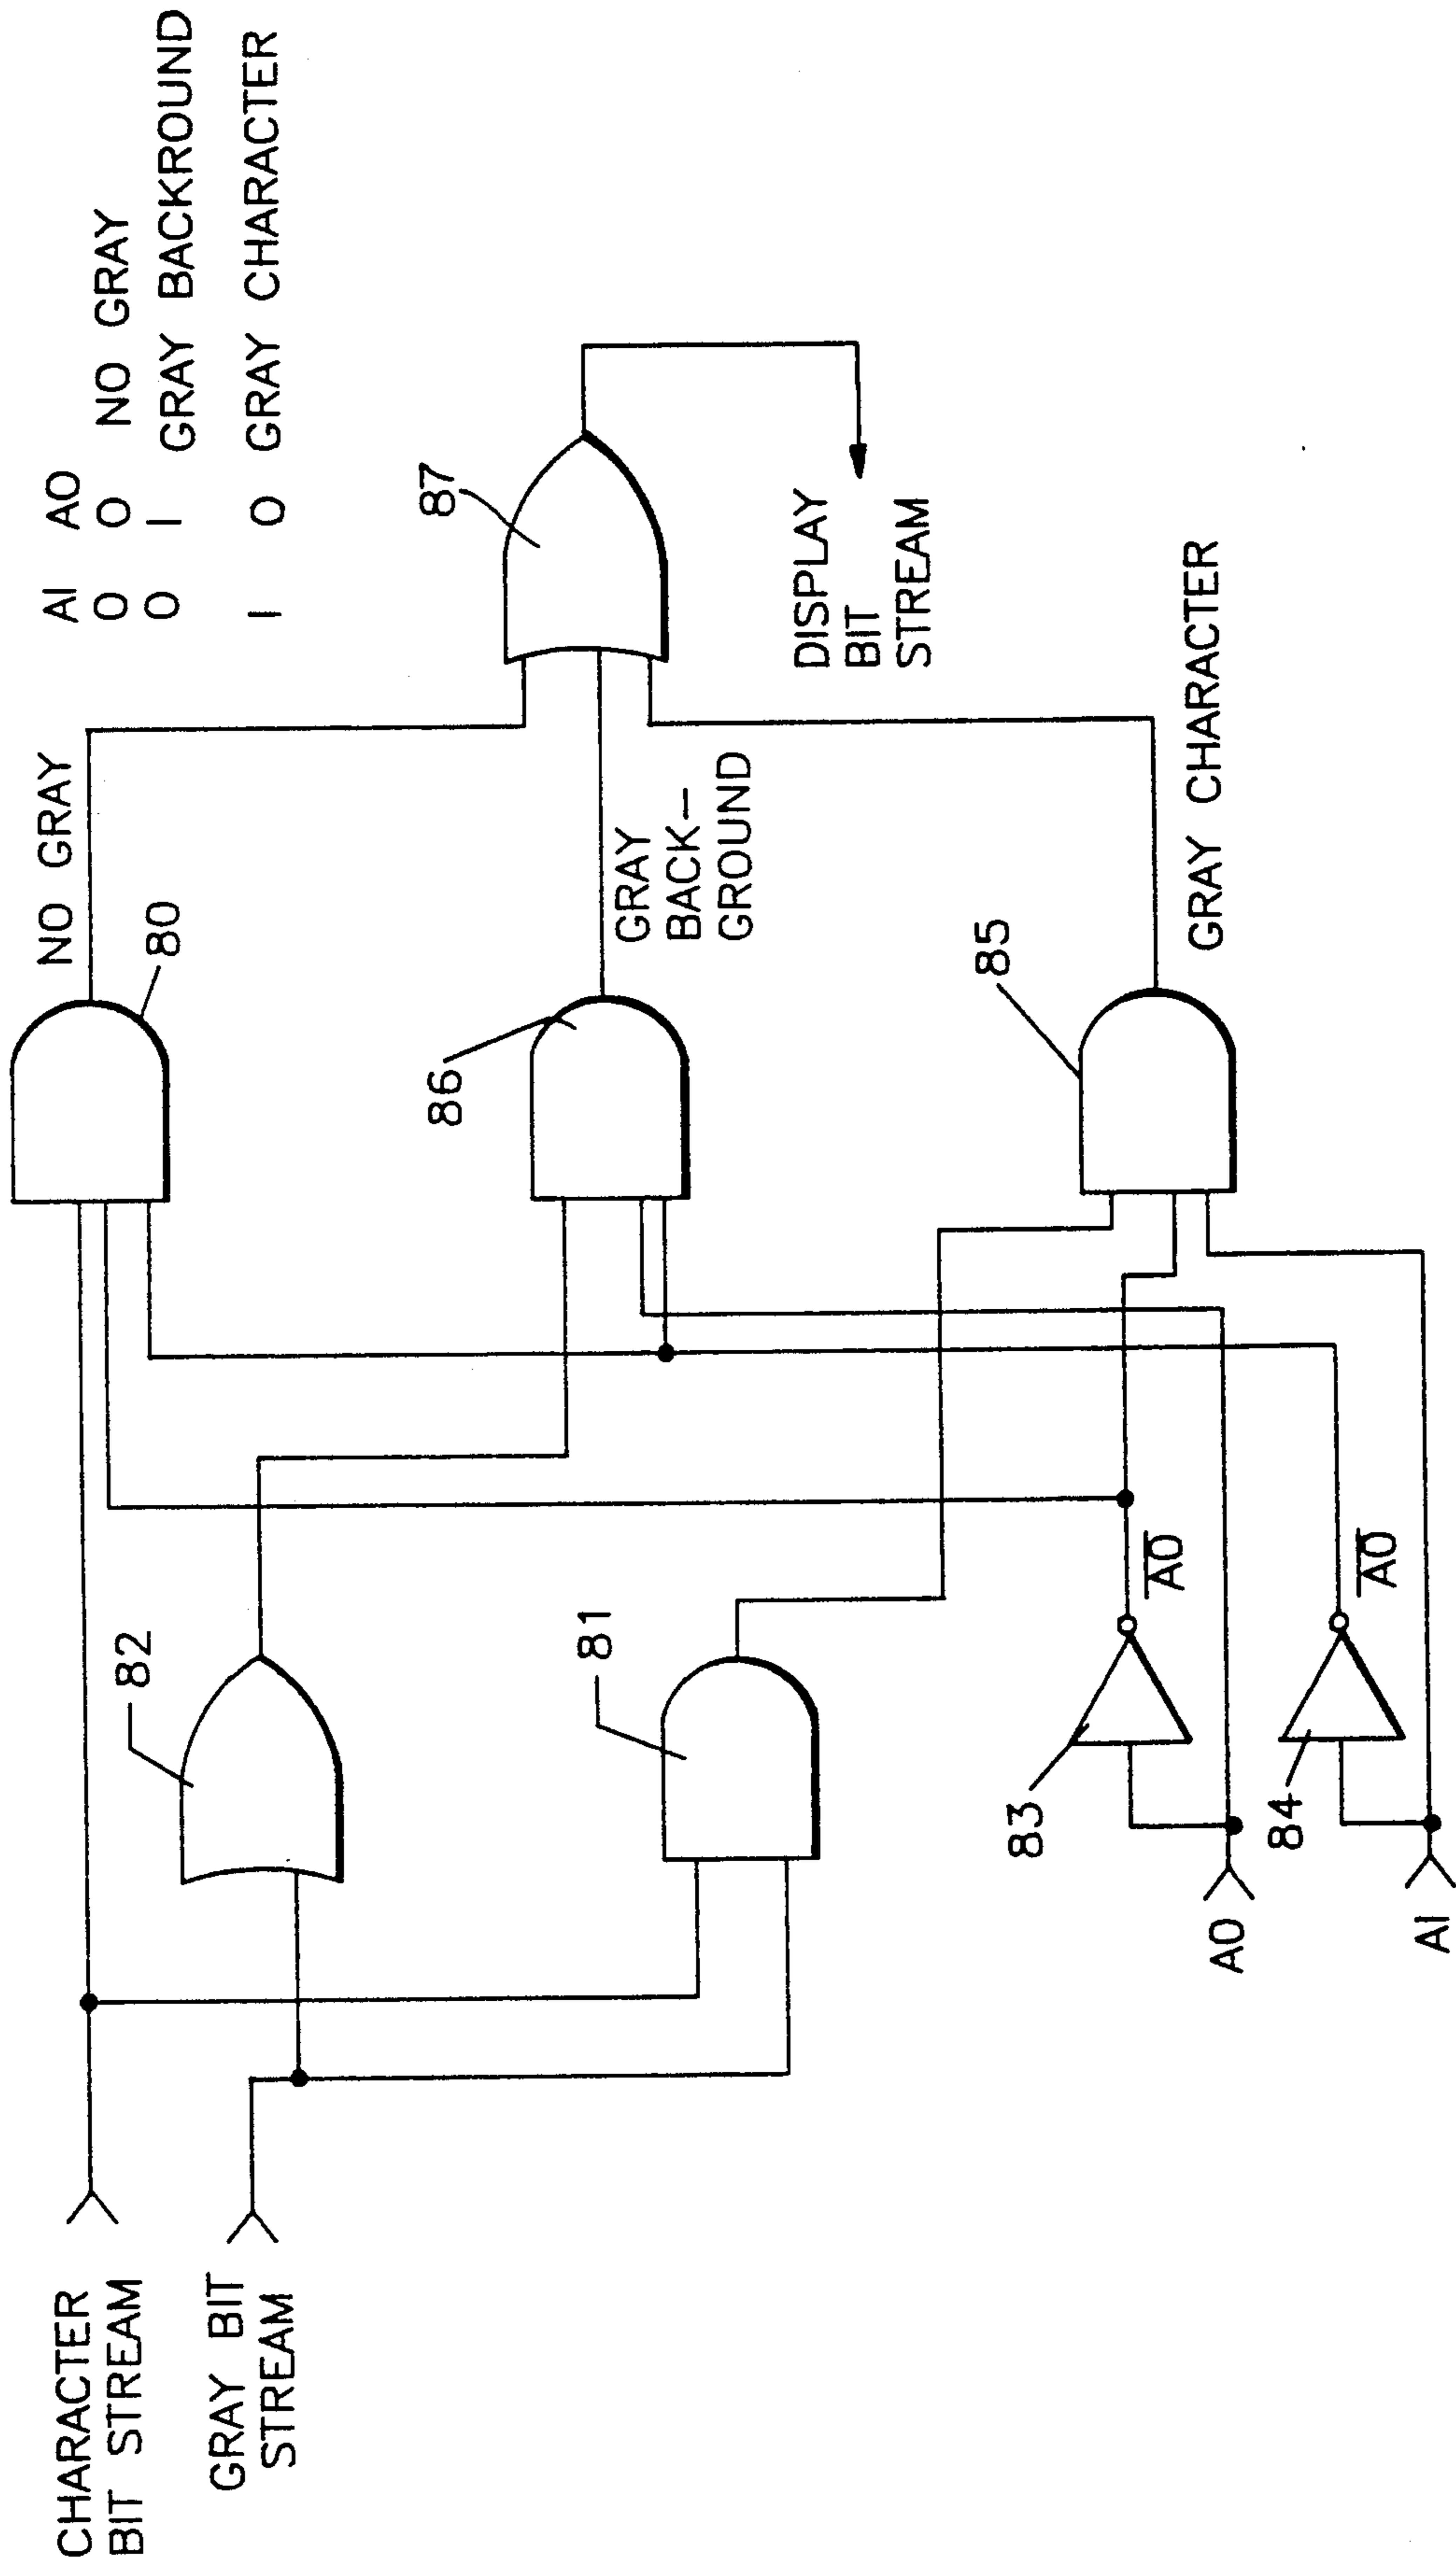 CHARACTER
BIT STREAM
GRAY BIT
STREAM
82
81
83
84
A0
A1
A0
A0
NO GRAY
80
86
GRAY
BACK-
GROUND
85
GRAY CHARACTER
87
DISPLAY
BIT
STREAM
A1 A0
0 0 NO GRAY
0 1 GRAY BACKROUND
1 0 GRAY CHARACTER